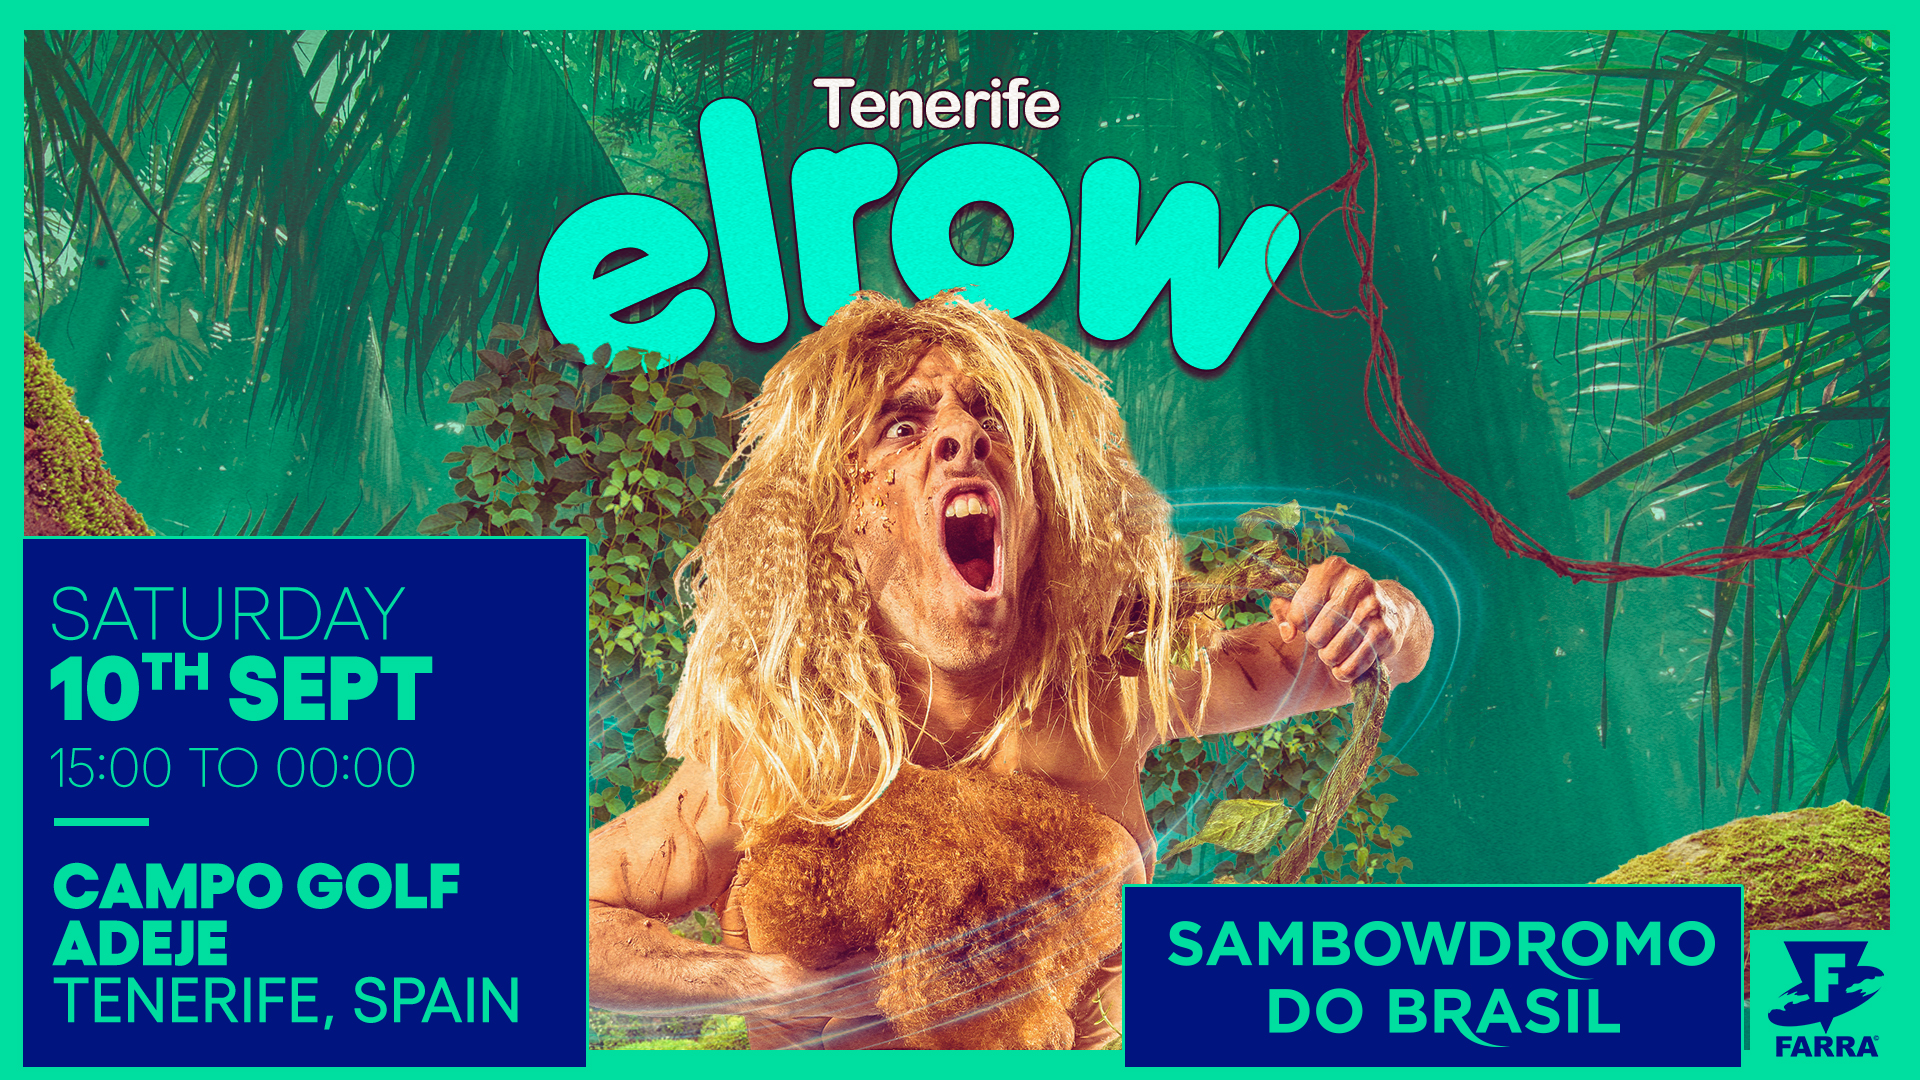 Tenerife
elrow
SATURDAY
10TH SEPT
15:00 TO 00:00
CAMPO GOLF
ADEJE
TENERIFE, SPAIN
SAMBOWDROMO
DO BRASIL
F
FARRA